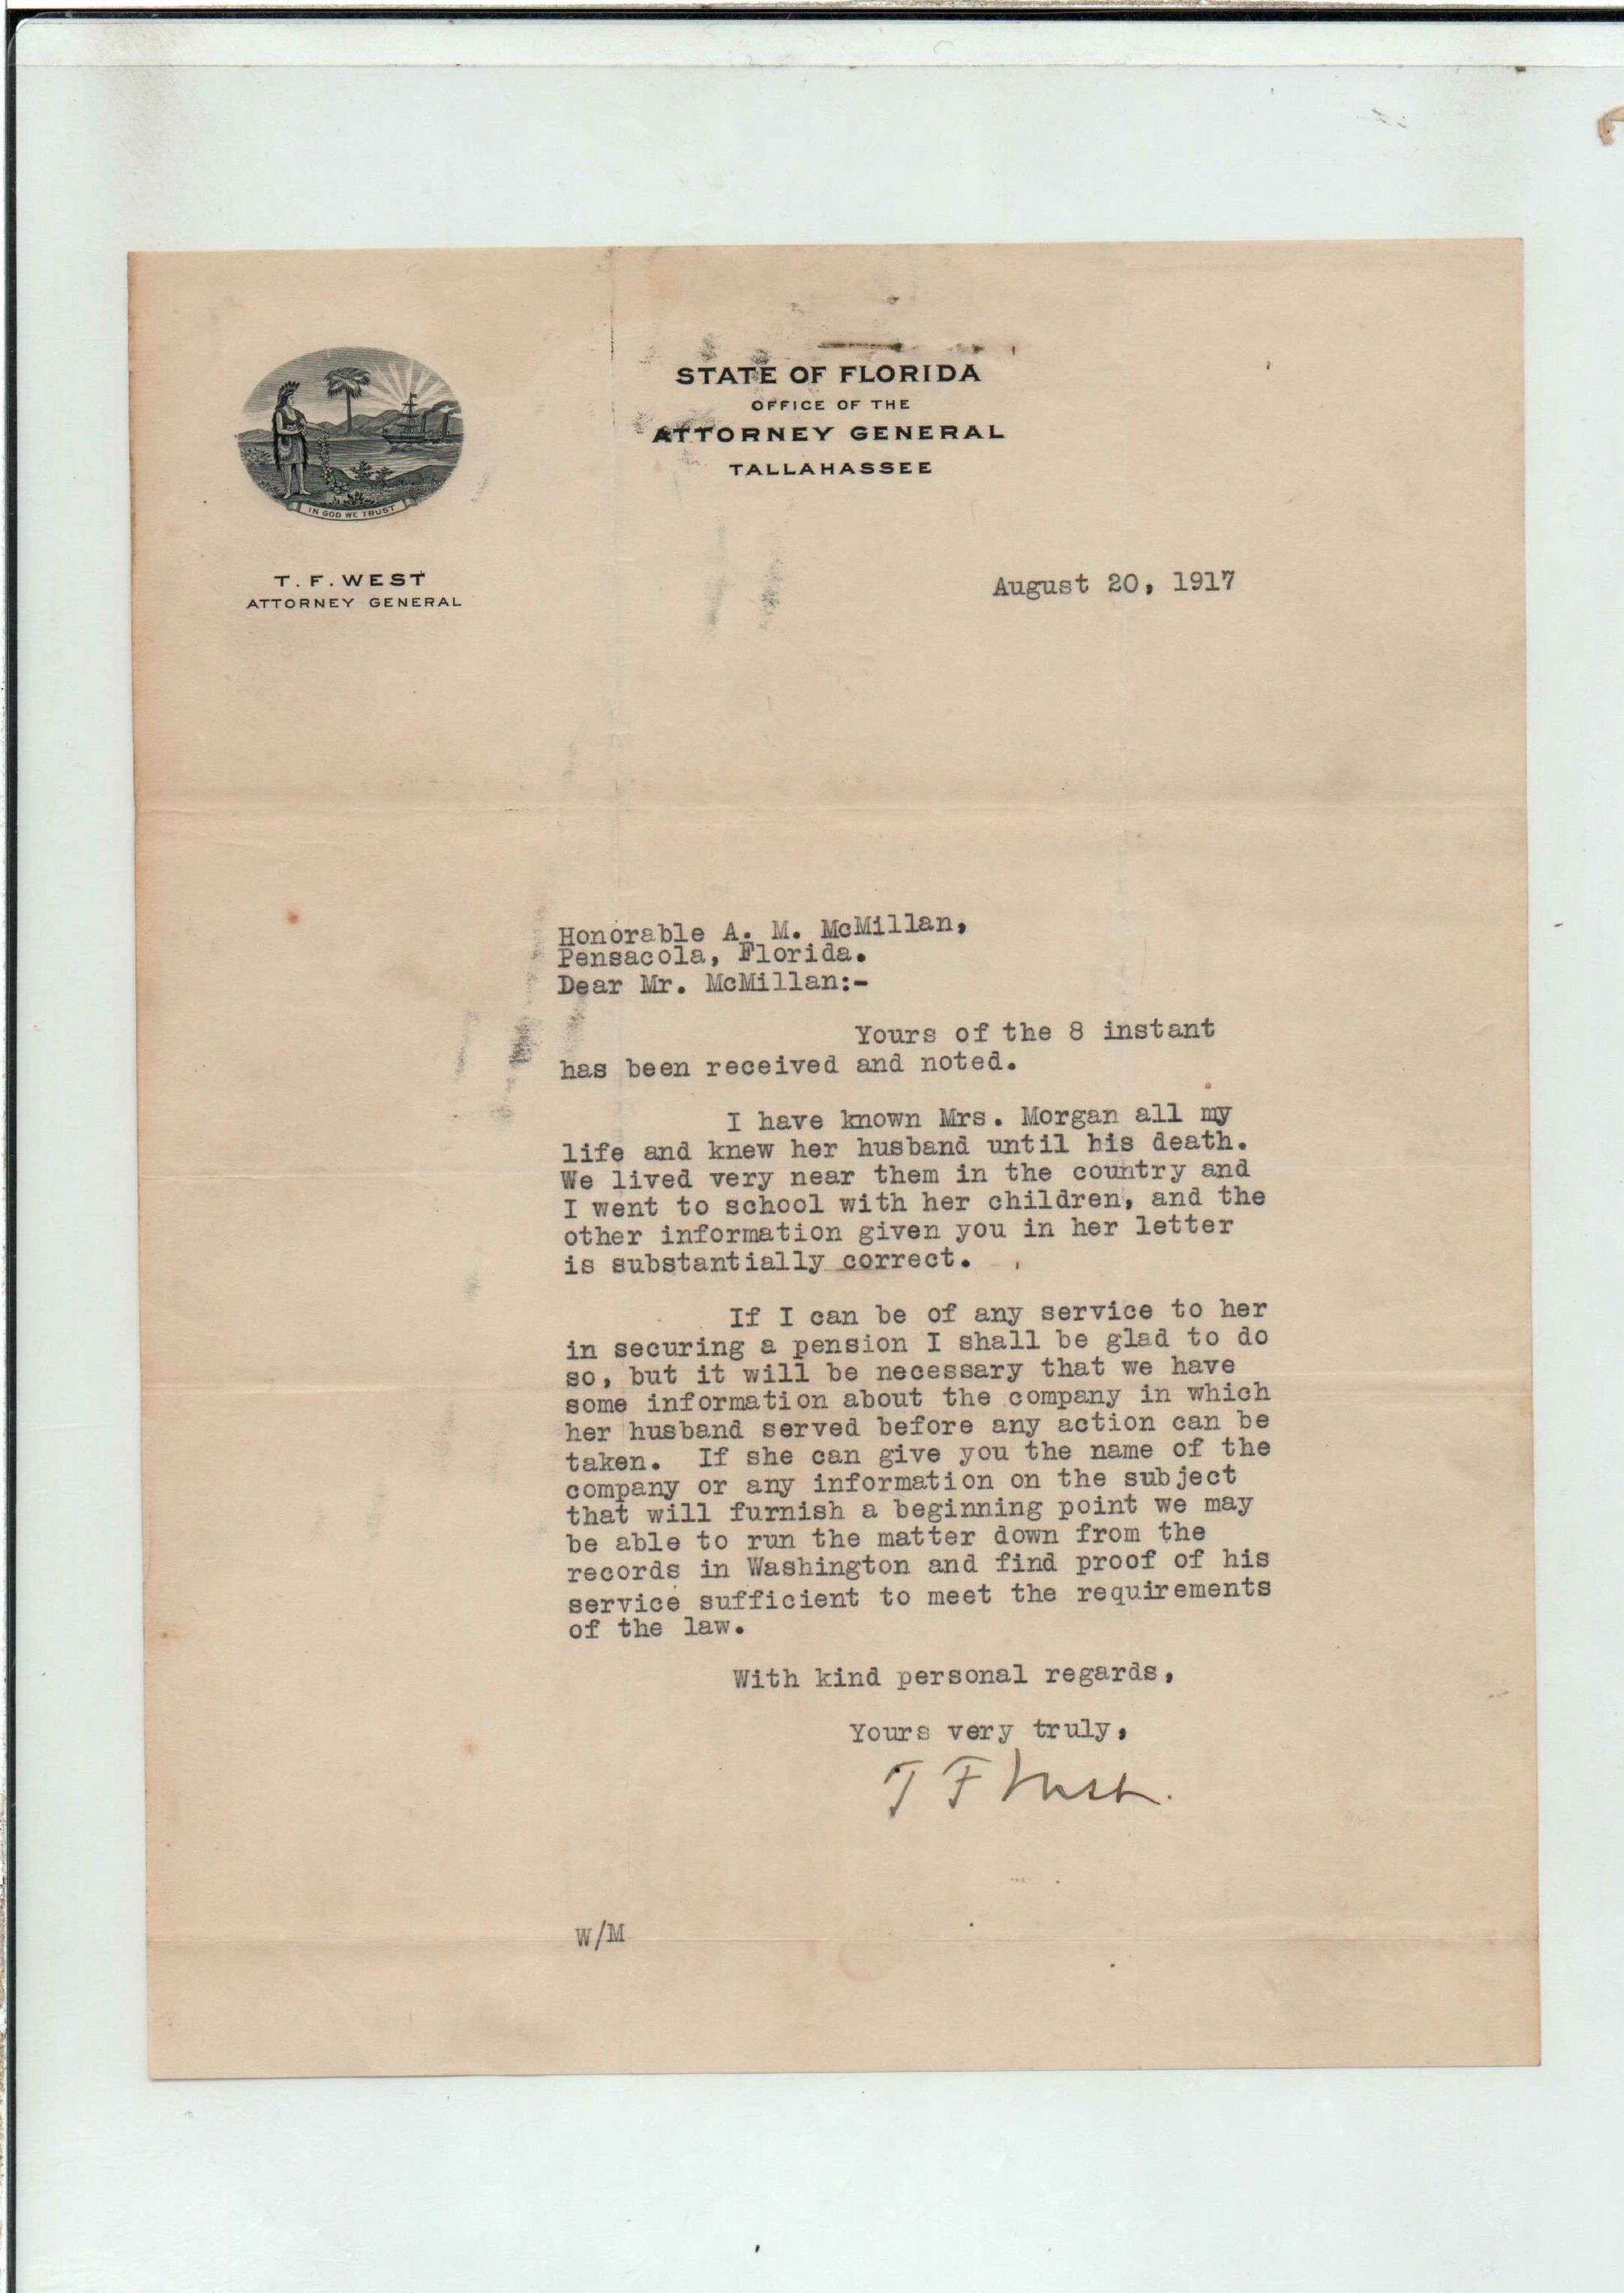 STATE OF FLORIDA
OFFICE OF THE
ATTORNEY GENERAL
TALLAHASSEE
IN GOD WE TRUST
T. F. WEST
ATTORNEY GENERAL
August 20, 1917
Honorable A. M. McMillan,
Pensacola, Florida.
Dear Mr. McMillan:-
Yours of the 8 instant
has been received and noted.
I have known Mrs. Morgan all my
life and knew her husband until his death.
We lived very near them in the country and
I went to school with her children, and the
other information given you in her letter
is substantially correct.
If I can be of any service to her
in securing a pension I shall be glad to do
so, but it will be necessary that we have
some information about the company in which
her husband served before any action can be
taken. If she can give you the name of the
company or any information on the subject
that will furnish a beginning point we may
be able to run the matter down from the
records in Washington and find proof of his
service sufficient to meet the requirements
of the law.
With kind personal regards,
Yours very truly,
T F West.
W/M